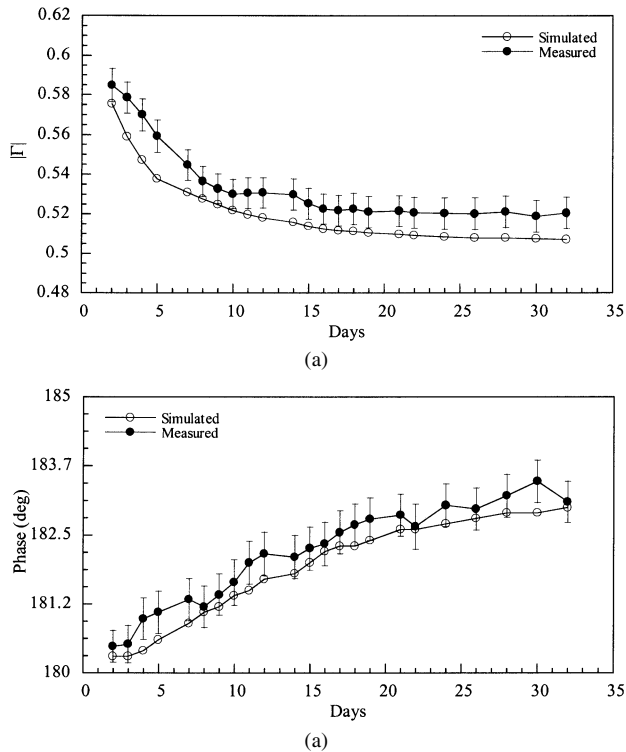 0.62
0.6
0.58
0.56
0.54
0.52
0.5
0.48
|Γ|
Simulated
Measured
0 5 10 15 20 25 30 35
Days
(a)
185
183.7
182.5
181.2
180
Phase (deg)
Simulated
Measured
0 5 10 15 20 25 30 35
Days
(a)